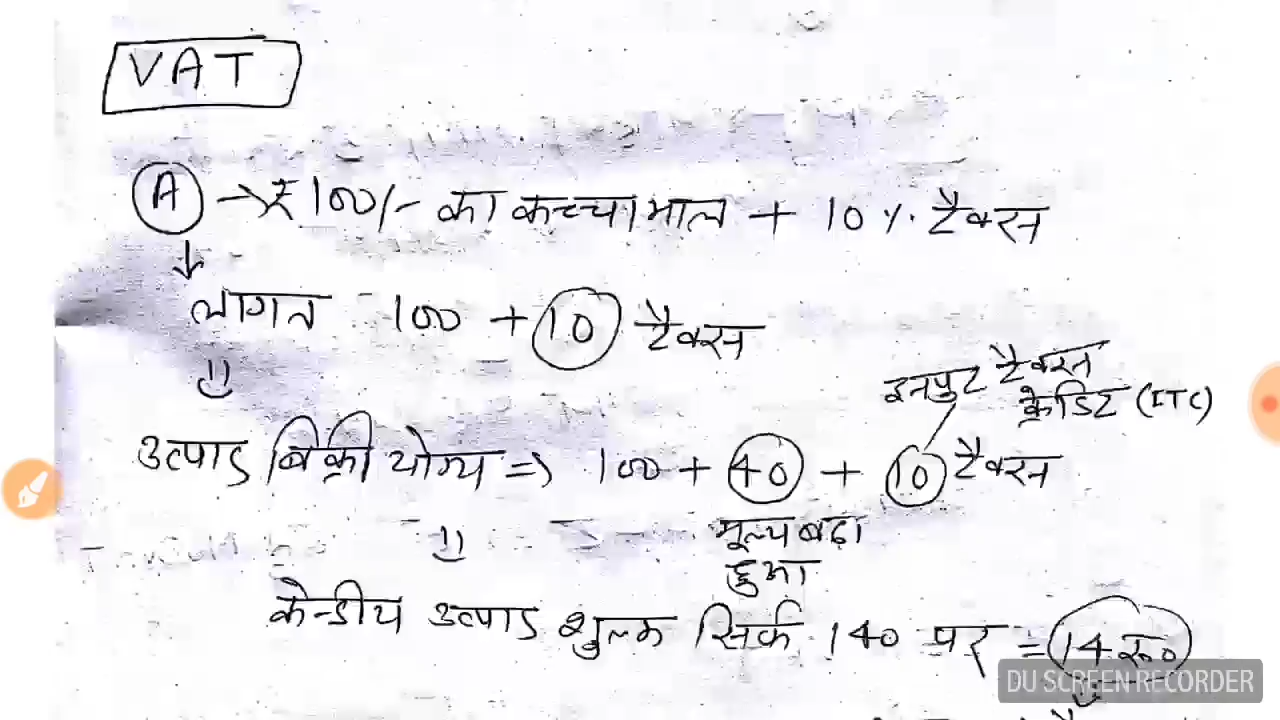 VAT
A → ₹ 100/- का कच्चा माल + 10 % टैक्स
↓
लागत 100 + 10 टैक्स
इनपुट टैक्स
क्रेडिट (ITC)
उत्पाद बिक्री योग्य ⇒ 100 + 40 + 10 टैक्स
मूल्य बढ़ा
हुआ
केन्द्रीय उत्पाद शुल्क सिर्फ 140 पर = 14 रू०
DU SCREEN RECORDER